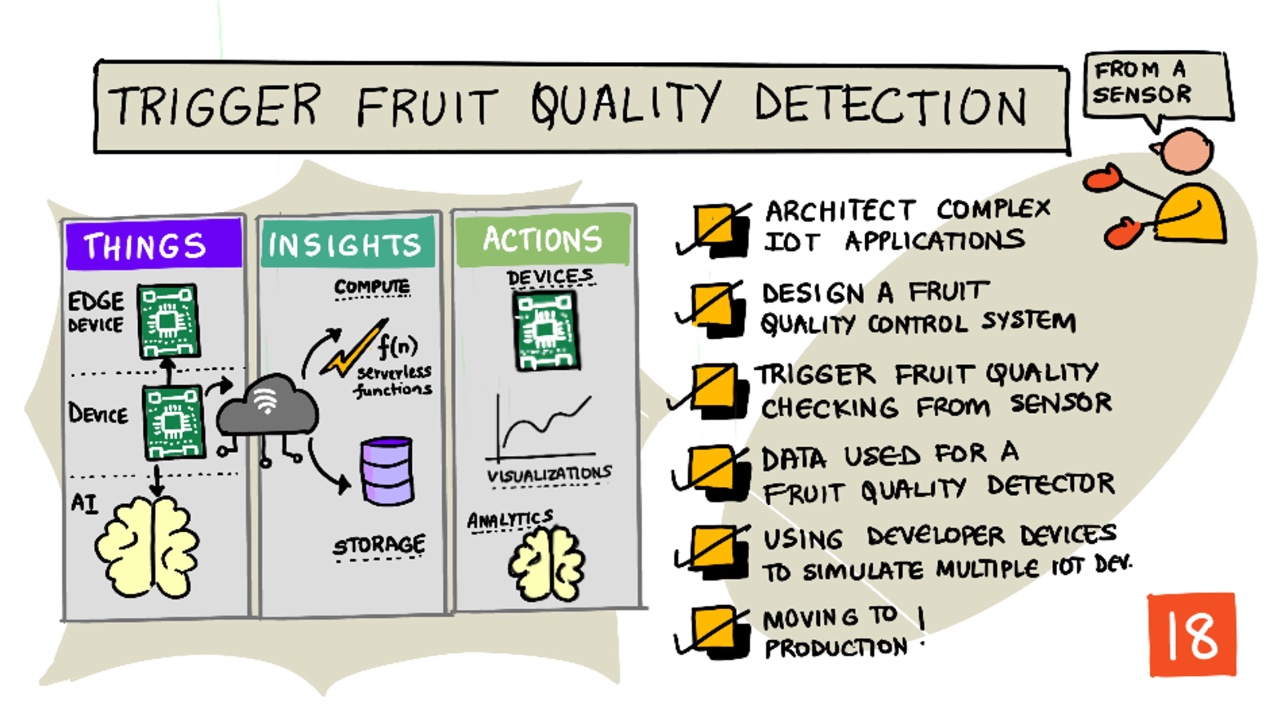 TRIGGER FRUIT QUALITY DETECTION
FROM A
SENSOR
THINGS
EDGE
DEVICE
DEVICE
AI
INSIGHTS
COMPUTE
f(n)
serverless
functions
STORAGE
ACTIONS
DEVICES
VISUALIZATIONS
ANALYTICS
ARCHITECT COMPLEX
IOT APPLICATIONS
DESIGN A FRUIT
QUALITY CONTROL SYSTEM
TRIGGER FRUIT QUALITY
CHECKING FROM SENSOR
DATA USED FOR A
FRUIT QUALITY DETECTOR
USING DEVELOPER DEVICES
TO SIMULATE MULTIPLE IOT DEV.
MOVING TO
PRODUCTION !
18